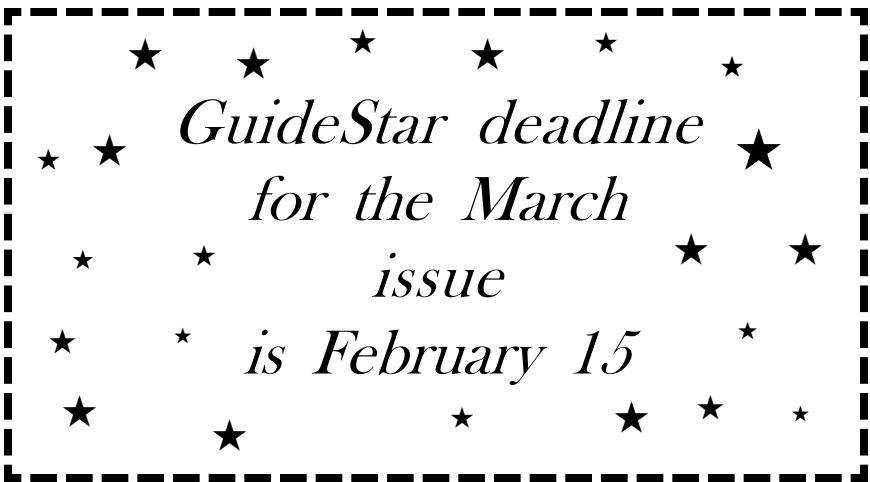 GuideStar deadline
for the March
issue
is February 15